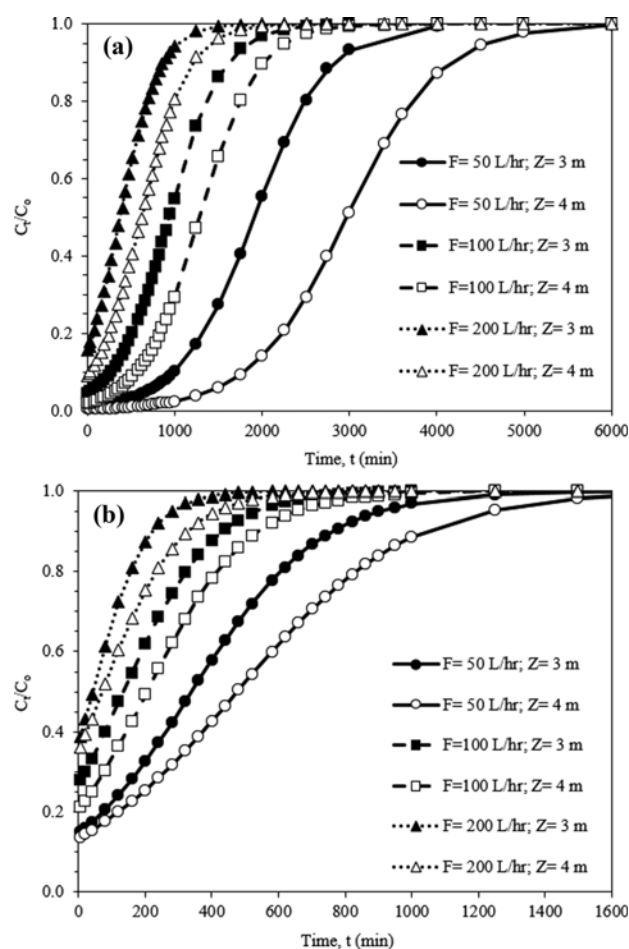 (a)
1.0
0.8
0.6
0.4
0.2
0.0
Cₜ/Cₒ
F= 50 L/hr; Z= 3 m
F= 50 L/hr; Z= 4 m
F=100 L/hr; Z= 3 m
F=100 L/hr; Z= 4 m
F= 200 L/hr; Z= 3 m
F= 200 L/hr; Z= 4 m
0 1000 2000 3000 4000 5000 6000
Time, t (min)
(b)
1.0
0.8
0.6
0.4
0.2
0.0
Cₜ/Cₒ
F= 50 L/hr; Z= 3 m
F= 50 L/hr; Z= 4 m
F=100 L/hr; Z= 3 m
F=100 L/hr; Z= 4 m
F= 200 L/hr; Z= 3 m
F= 200 L/hr; Z= 4 m
0 200 400 600 800 1000 1200 1400 1600
Time, t (min)